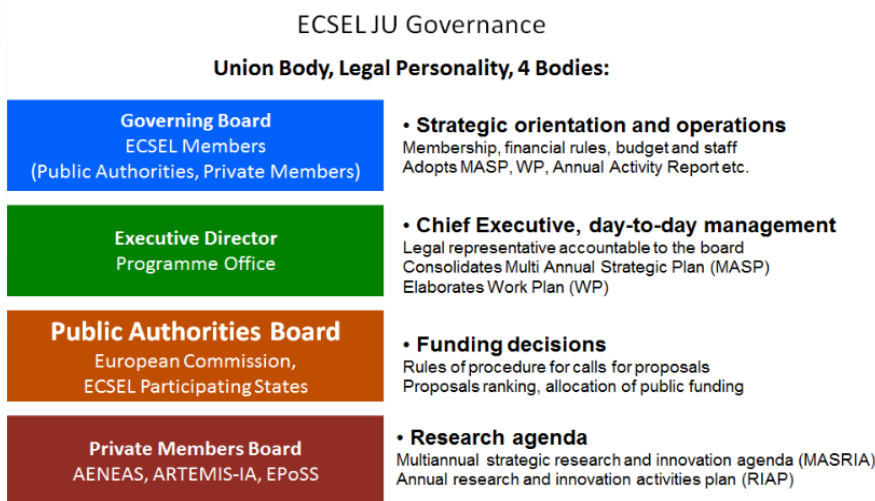 ECSEL JU Governance
Union Body, Legal Personality, 4 Bodies:
Governing Board
ECSEL Members
(Public Authorities, Private Members)
• Strategic orientation and operations
Membership, financial rules, budget and staff
Adopts MASP, WP, Annual Activity Report etc.
Executive Director
Programme Office
• Chief Executive, day-to-day management
Legal representative accountable to the board
Consolidates Multi Annual Strategic Plan (MASP)
Elaborates Work Plan (WP)
Public Authorities Board
European Commission,
ECSEL Participating States
• Funding decisions
Rules of procedure for calls for proposals
Proposals ranking, allocation of public funding
Private Members Board
AENEAS, ARTEMIS-IA, EPoSS
• Research agenda
Multiannual strategic research and innovation agenda (MASRIA)
Annual research and innovation activities plan (RIAP)